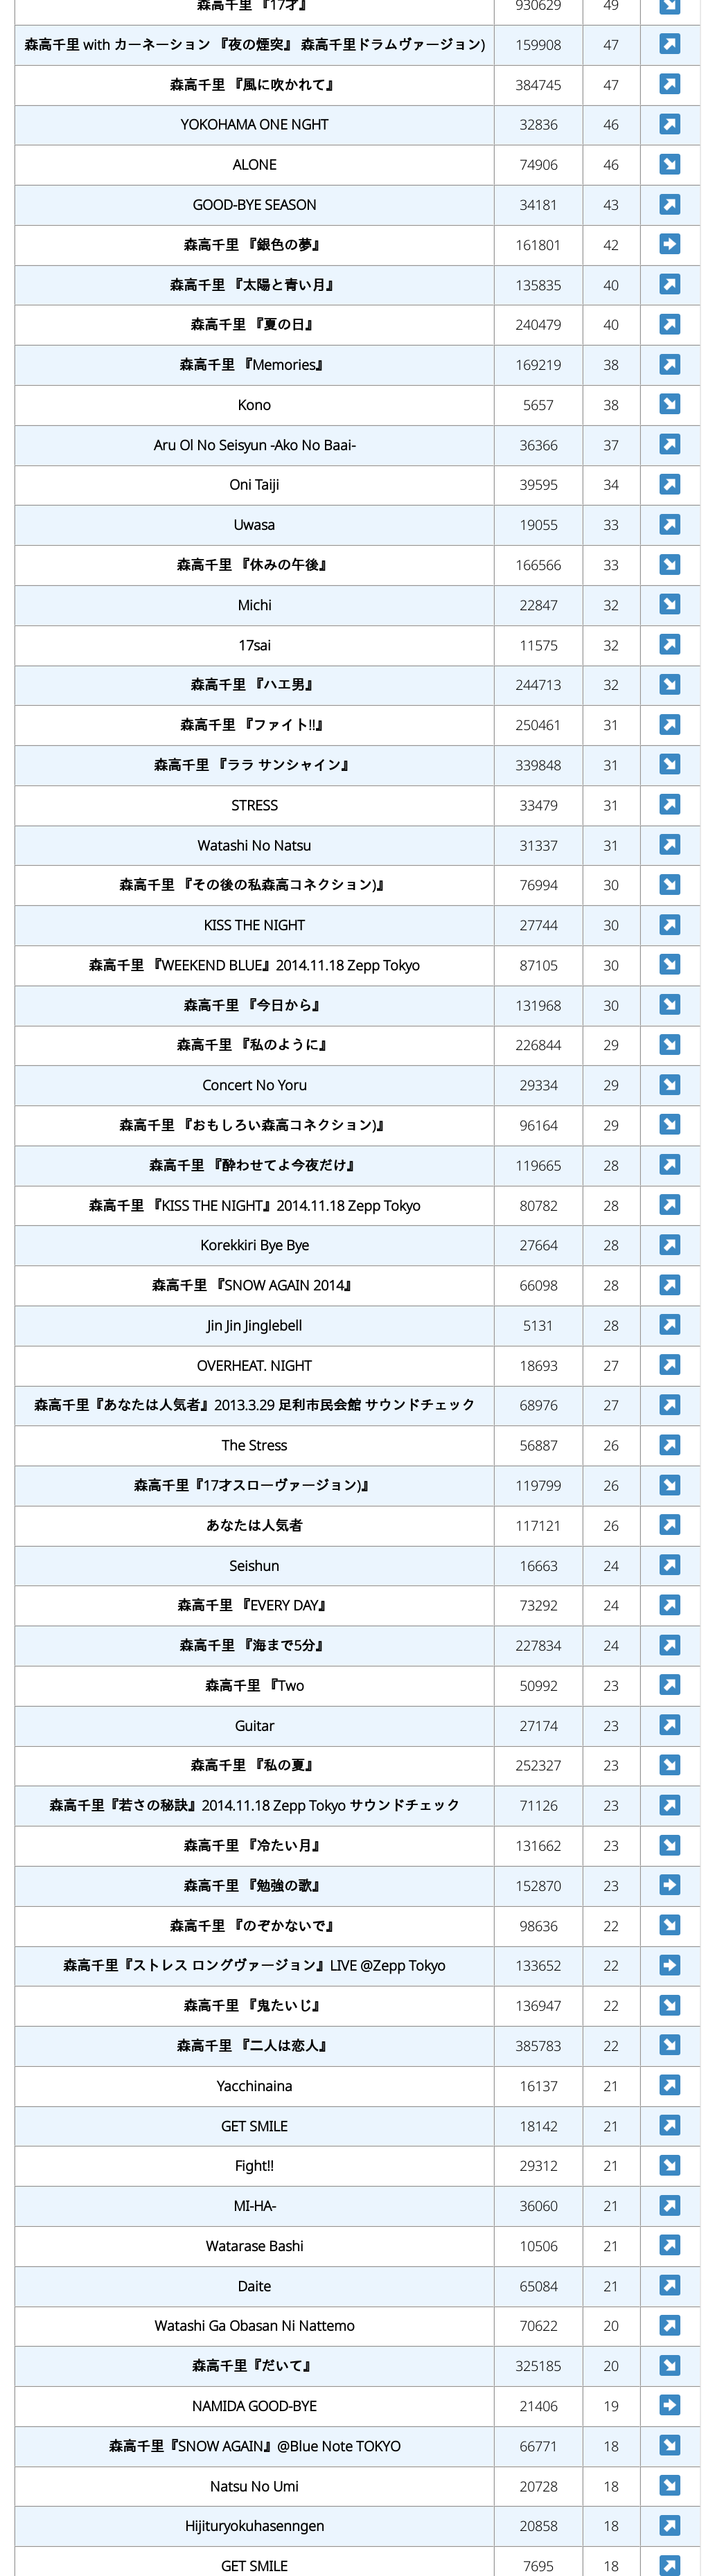 森高千里 『17才』 930629 49
森高千里 with カーネーション 『夜の煙突』 森高千里ドラムヴァージョン) 159908 47
森高千里 『風に吹かれて』 384745 47
YOKOHAMA ONE NGHT 32836 46
ALONE 74906 46
GOOD-BYE SEASON 34181 43
森高千里 『銀色の夢』 161801 42
森高千里 『太陽と青い月』 135835 40
森高千里 『夏の日』 240479 40
森高千里 『Memories』 169219 38
Kono 5657 38
Aru Ol No Seisyun -Ako No Baai- 36366 37
Oni Taiji 39595 34
Uwasa 19055 33
森高千里 『休みの午後』 166566 33
Michi 22847 32
17sai 11575 32
森高千里 『ハエ男』 244713 32
森高千里 『ファイト!!』 250461 31
森高千里 『ララ サンシャイン』 339848 31
STRESS 33479 31
Watashi No Natsu 31337 31
森高千里 『その後の私森高コネクション)』 76994 30
KISS THE NIGHT 27744 30
森高千里 『WEEKEND BLUE』2014.11.18 Zepp Tokyo 87105 30
森高千里 『今日から』 131968 30
森高千里 『私のように』 226844 29
Concert No Yoru 29334 29
森高千里 『おもしろい森高コネクション)』 96164 29
森高千里 『酔わせてよ今夜だけ』 119665 28
森高千里 『KISS THE NIGHT』2014.11.18 Zepp Tokyo 80782 28
Korekkiri Bye Bye 27664 28
森高千里 『SNOW AGAIN 2014』 66098 28
Jin Jin Jinglebell 5131 28
OVERHEAT. NIGHT 18693 27
森高千里『あなたは人気者』2013.3.29 足利市民会館 サウンドチェック 68976 27
The Stress 56887 26
森高千里『17才スローヴァージョン)』 119799 26
あなたは人気者 117121 26
Seishun 16663 24
森高千里 『EVERY DAY』 73292 24
森高千里 『海まで5分』 227834 24
森高千里 『Two 50992 23
Guitar 27174 23
森高千里 『私の夏』 252327 23
森高千里『若さの秘訣』2014.11.18 Zepp Tokyo サウンドチェック 71126 23
森高千里 『冷たい月』 131662 23
森高千里 『勉強の歌』 152870 23
森高千里 『のぞかないで』 98636 22
森高千里『ストレス ロングヴァージョン』LIVE @Zepp Tokyo 133652 22
森高千里 『鬼たいじ』 136947 22
森高千里 『二人は恋人』 385783 22
Yacchinaina 16137 21
GET SMILE 18142 21
Fight!! 29312 21
MI-HA- 36060 21
Watarase Bashi 10506 21
Daite 65084 21
Watashi Ga Obasan Ni Nattemo 70622 20
森高千里『だいて』 325185 20
NAMIDA GOOD-BYE 21406 19
森高千里『SNOW AGAIN』@Blue Note TOKYO 66771 18
Natsu No Umi 20728 18
Hijituryokuhasenngen 20858 18
GET SMILE 7695 18